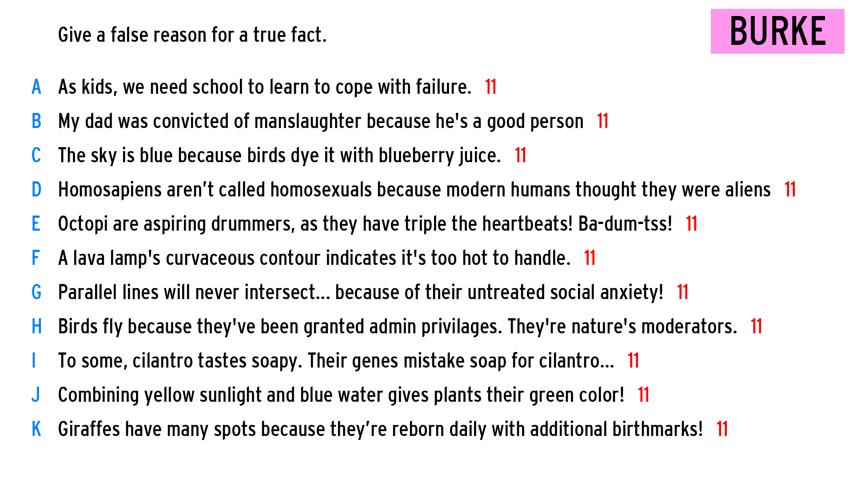 Give a false reason for a true fact.
BURKE
A As kids, we need school to learn to cope with failure. 11
B My dad was convicted of manslaughter because he's a good person 11
C The sky is blue because birds dye it with blueberry juice. 11
D Homosapiens aren’t called homosexuals because modern humans thought they were aliens 11
E Octopi are aspiring drummers, as they have triple the heartbeats! Ba-dum-tss! 11
F A lava lamp's curvaceous contour indicates it's too hot to handle. 11
G Parallel lines will never intersect... because of their untreated social anxiety! 11
H Birds fly because they've been granted admin privilages. They're nature's moderators. 11
I To some, cilantro tastes soapy. Their genes mistake soap for cilantro... 11
J Combining yellow sunlight and blue water gives plants their green color! 11
K Giraffes have many spots because they’re reborn daily with additional birthmarks! 11